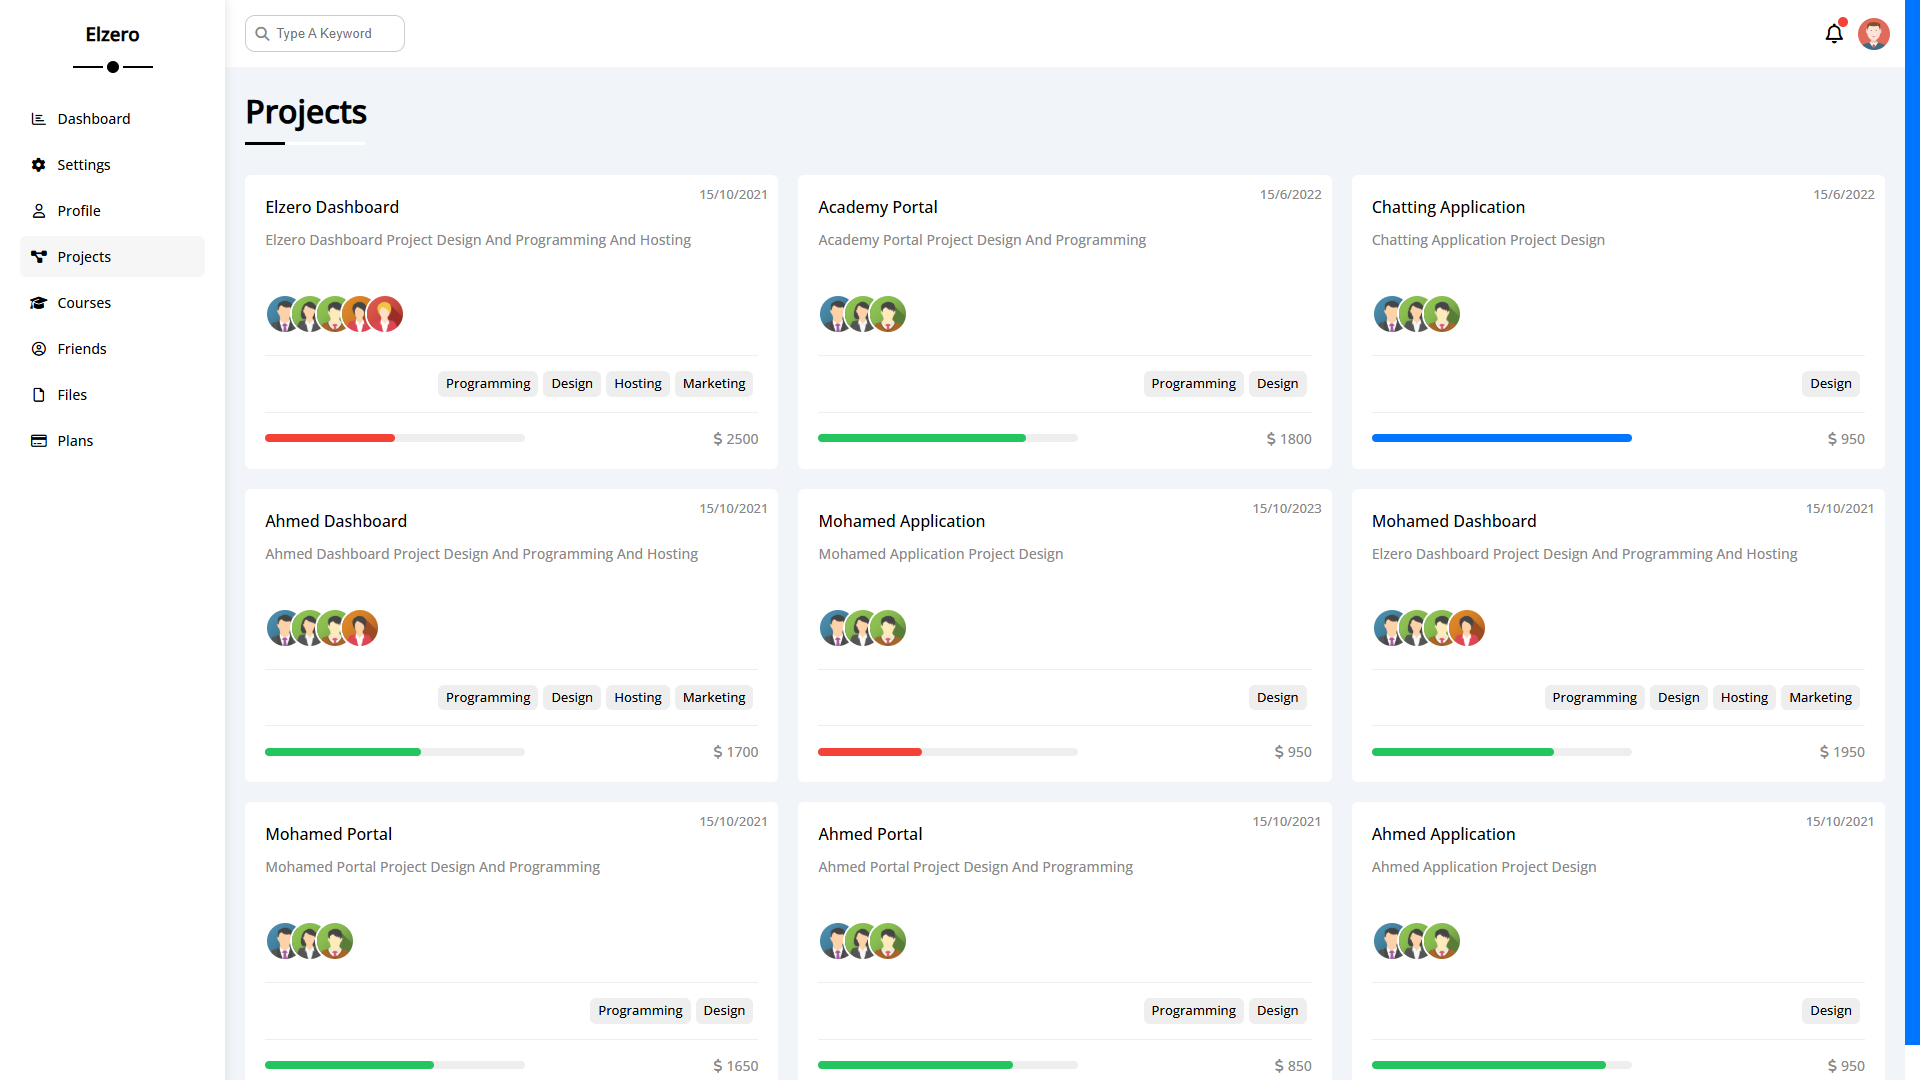 Elzero
Type A Keyword
Dashboard
Settings
Profile
Projects
Courses
Friends
Files
Plans
Projects
15/10/2021
Elzero Dashboard
Elzero Dashboard Project Design And Programming And Hosting
Programming Design Hosting Marketing
$ 2500
15/6/2022
Academy Portal
Academy Portal Project Design And Programming
Programming Design
$ 1800
15/6/2022
Chatting Application
Chatting Application Project Design
Design
$ 950
15/10/2021
Ahmed Dashboard
Ahmed Dashboard Project Design And Programming And Hosting
Programming Design Hosting Marketing
$ 1700
15/10/2023
Mohamed Application
Mohamed Application Project Design
Design
$ 950
15/10/2021
Mohamed Dashboard
Elzero Dashboard Project Design And Programming And Hosting
Programming Design Hosting Marketing
$ 1950
15/10/2021
Mohamed Portal
Mohamed Portal Project Design And Programming
Programming Design
$ 1650
15/10/2021
Ahmed Portal
Ahmed Portal Project Design And Programming
Programming Design
$ 850
15/10/2021
Ahmed Application
Ahmed Application Project Design
Design
$ 950